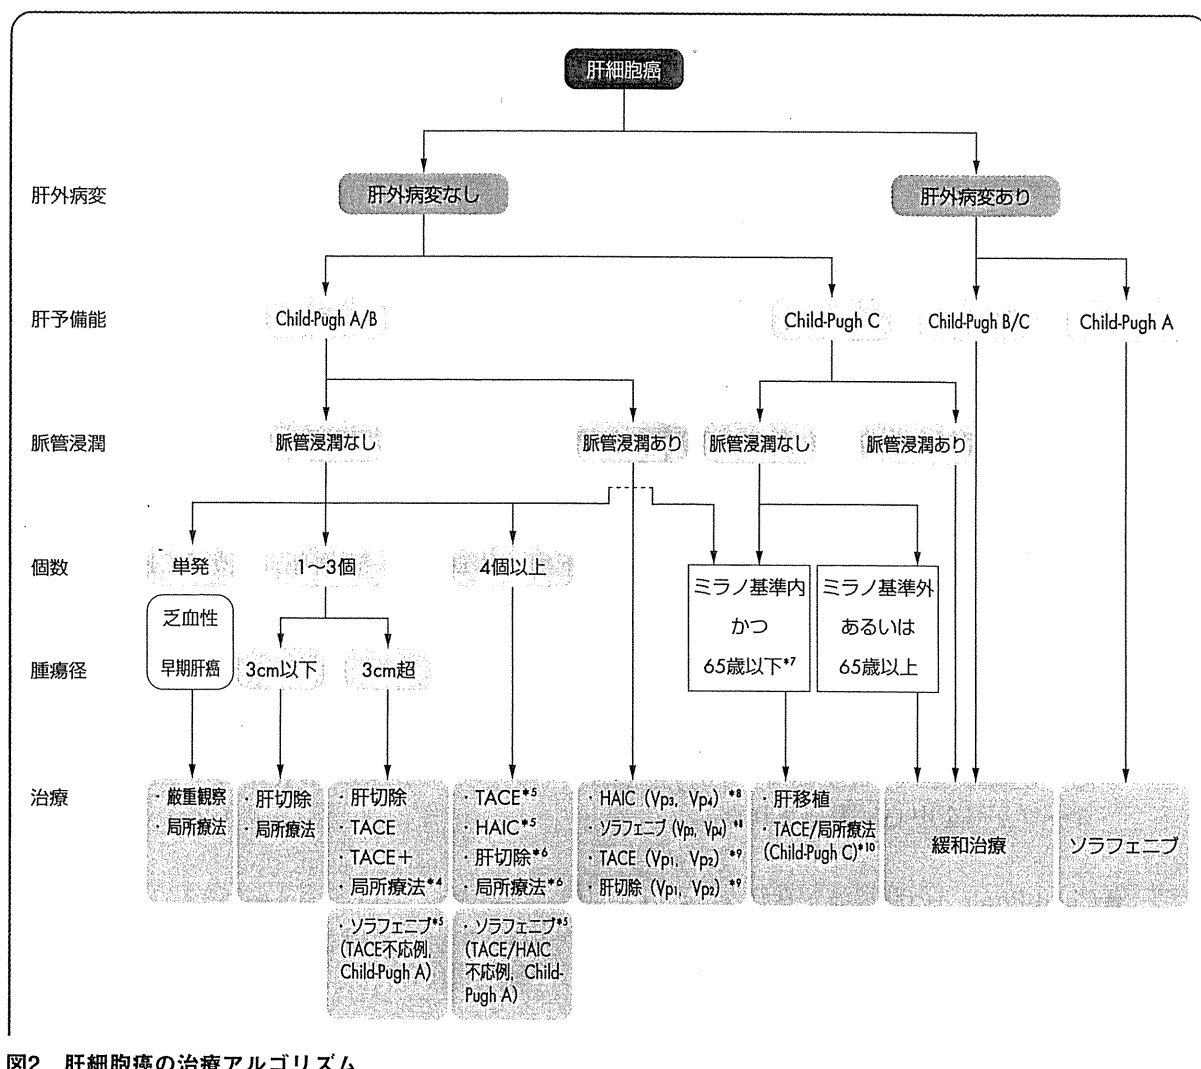 肝細胞癌
肝外病変
肝外病変なし
肝外病変あり
肝予備能
Child-Pugh A/B
Child-Pugh C
Child-Pugh B/C
Child-Pugh A
脈管浸潤
脈管浸潤なし
脈管浸潤あり
脈管浸潤なし
脈管浸潤あり
個数
単発
1〜3個
4個以上
ミラノ基準内
かつ
65歳以下*7
ミラノ基準外
あるいは
65歳以上
乏血性
早期肝癌
腫瘍径
3cm以下
3cm超
治療
・厳重観察
・局所療法
・肝切除
・局所療法
・肝切除
・TACE
・TACE+
・局所療法*4
・ソラフェニブ*5
(TACE不応例,
Child-Pugh A)
・TACE*5
・HAIC*5
・肝切除*6
・局所療法*6
・ソラフェニブ*5
(TACE/HAIC
不応例, Child-
Pugh A)
・HAIC (Vp3, Vp4) *8
・ソラフェニブ (Vp3, Vp4) *8
・TACE (Vp1, Vp2) *9
・肝切除 (Vp1, Vp2) *9
・肝移植
・TACE/局所療法
(Child-Pugh C)*10
緩和治療
ソラフェニブ
図2 肝細胞癌の治療アルゴリズム